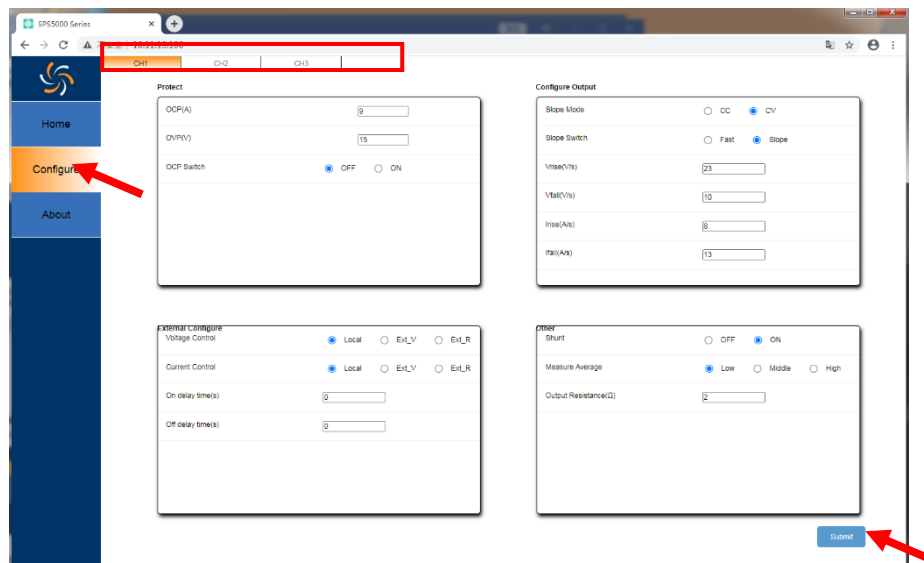 SPS5000 Series
CH1 CH2 CH3
Home
Configure
About
Protect
OCP(A) 9
OVP(V) 15
OCP Switch OFF ON
Configure Output
Slope Mode CC CV
Slope Switch Fast Slope
Vrise(V/s) 23
Vfall(V/s) 10
Irise(A/s) 8
Ifall(A/s) 13
External Configure
Voltage Control Local Ext_V Ext_R
Current Control Local Ext_V Ext_R
On delay time(s) 0
Off delay time(s) 0
Other
Shunt OFF ON
Measure Average Low Middle High
Output Resistance(Ω) 2
Submit